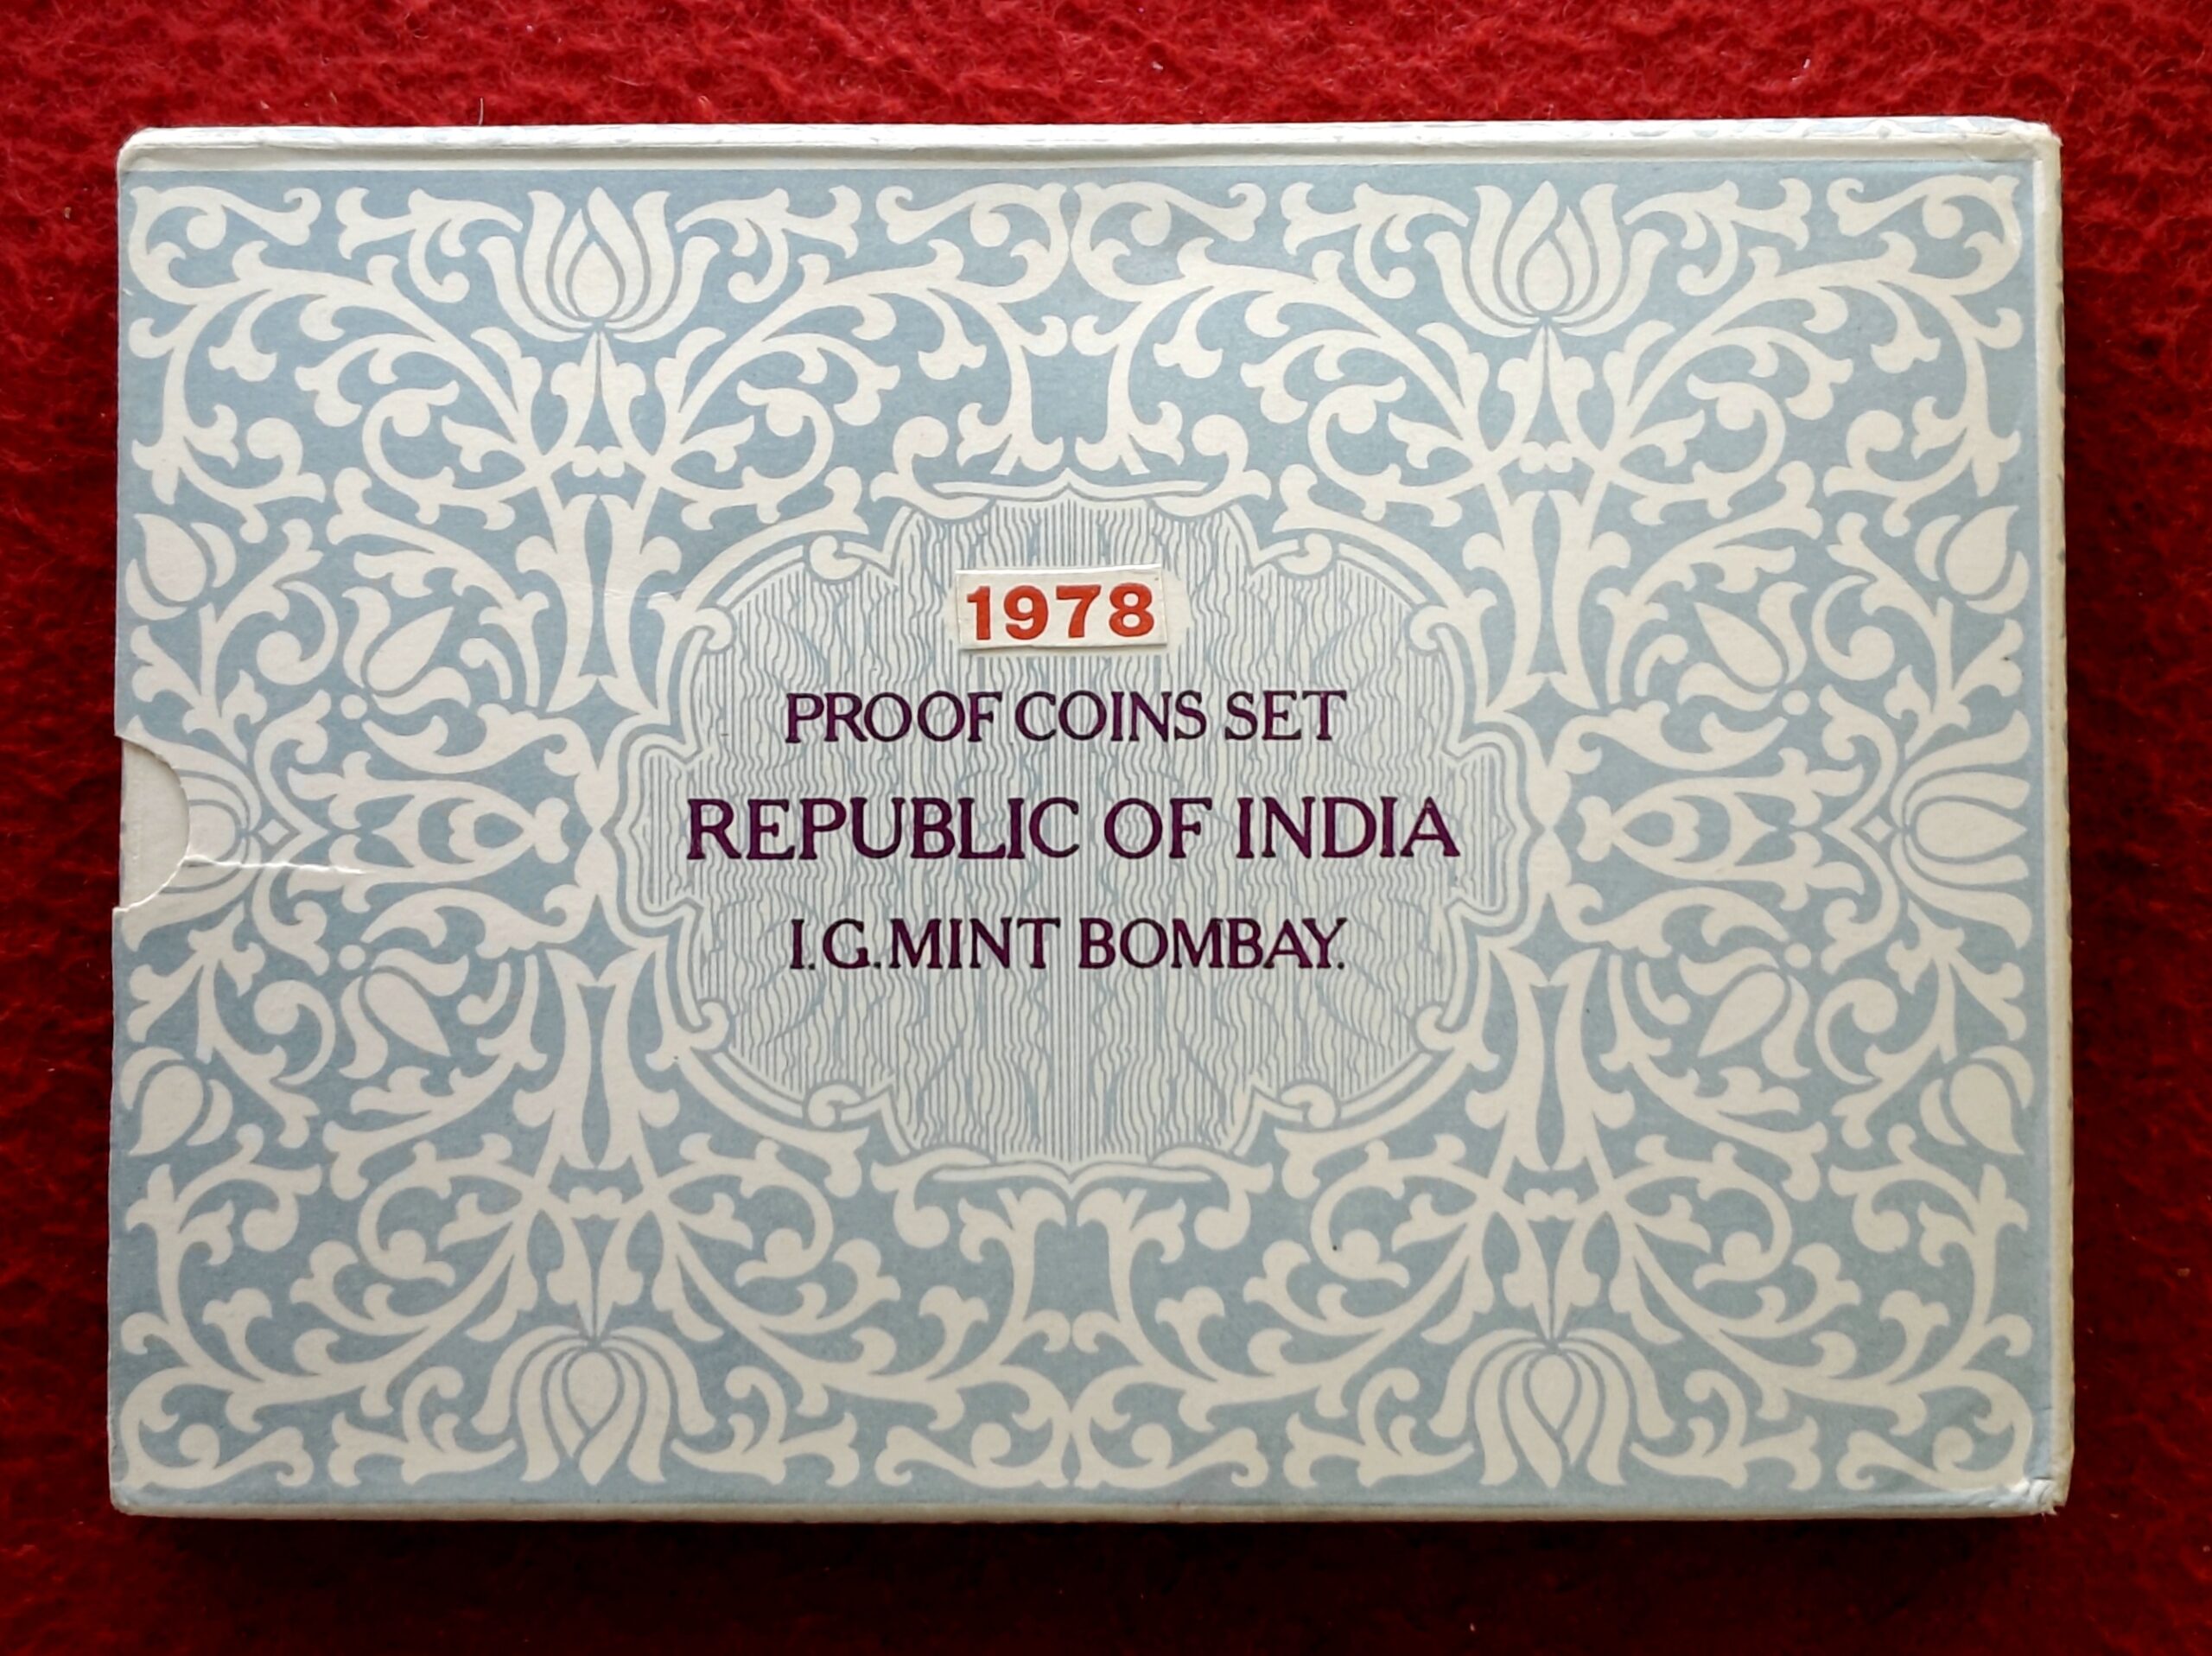 1978
PROOF COINS SET
REPUBLIC OF INDIA
I.G.MINT BOMBAY.